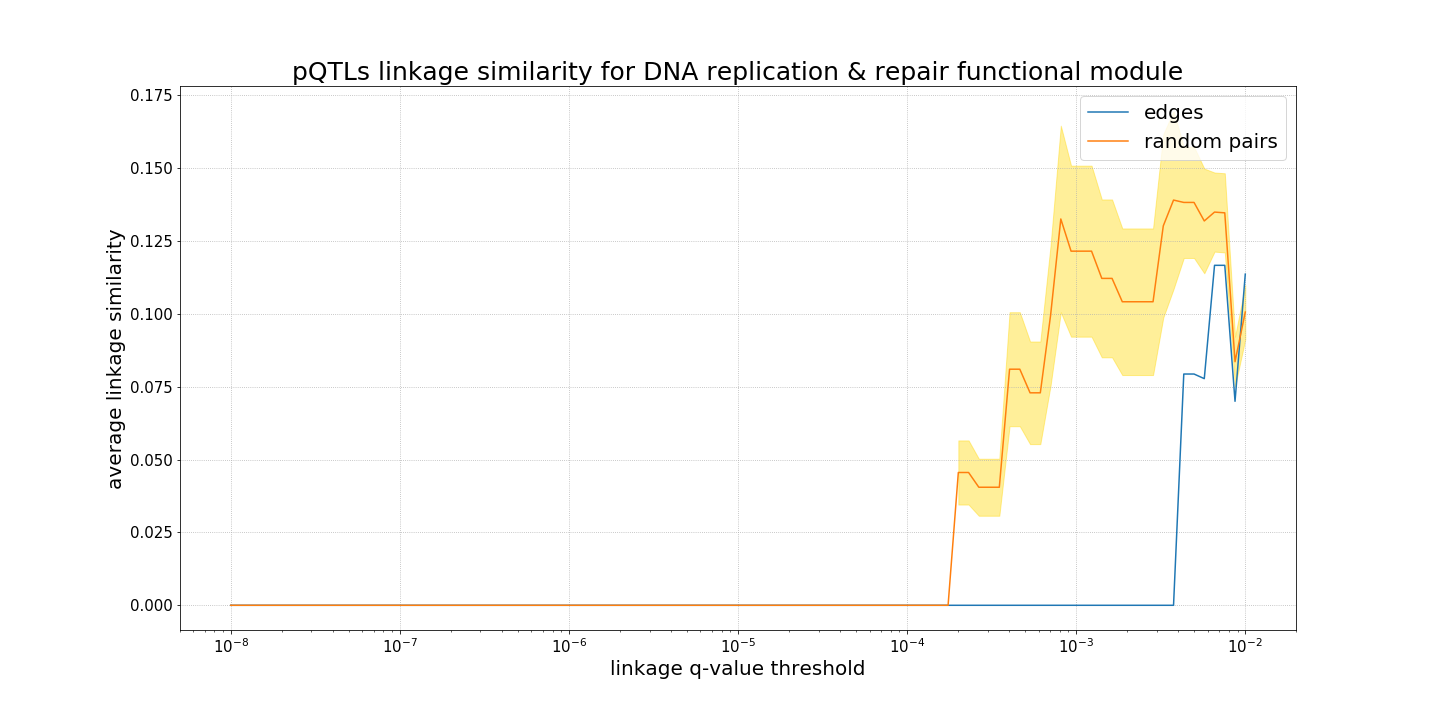 pQTLs linkage similarity for DNA replication & repair functional module
edges
random pairs
average linkage similarity
0.175
0.150
0.125
0.100
0.075
0.050
0.025
0.000
10⁻⁸ 10⁻⁷ 10⁻⁶ 10⁻⁵ 10⁻⁴ 10⁻³ 10⁻²
linkage q-value threshold